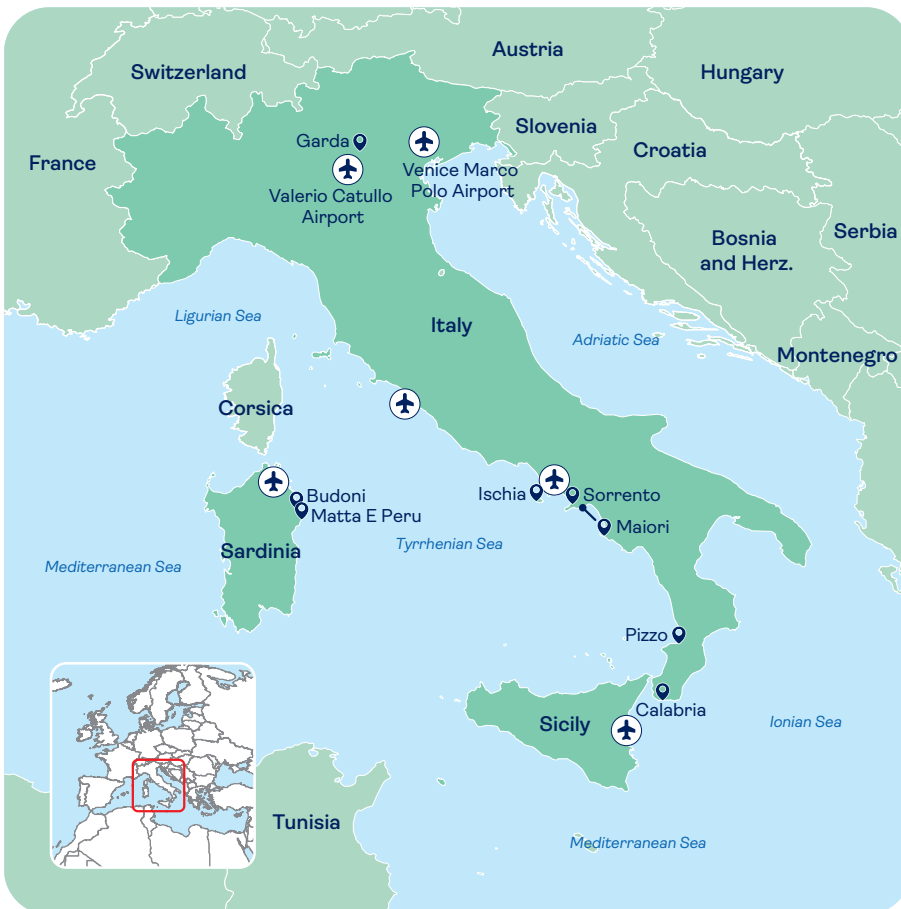 Austria
Switzerland
Hungary
Slovenia
Garda
Croatia
France
Venice Marco
Polo Airport
Valerio Catullo
Airport
Serbia
Bosnia
and Herz.
Ligurian Sea
Italy
Adriatic Sea
Montenegro
Corsica
Ischia
Sorrento
Budoni
Matta E Peru
Maiori
Tyrrhenian Sea
Sardinia
Mediterranean Sea
Pizzo
Calabria
Sicily
Ionian Sea
Tunisia
Mediterranean Sea